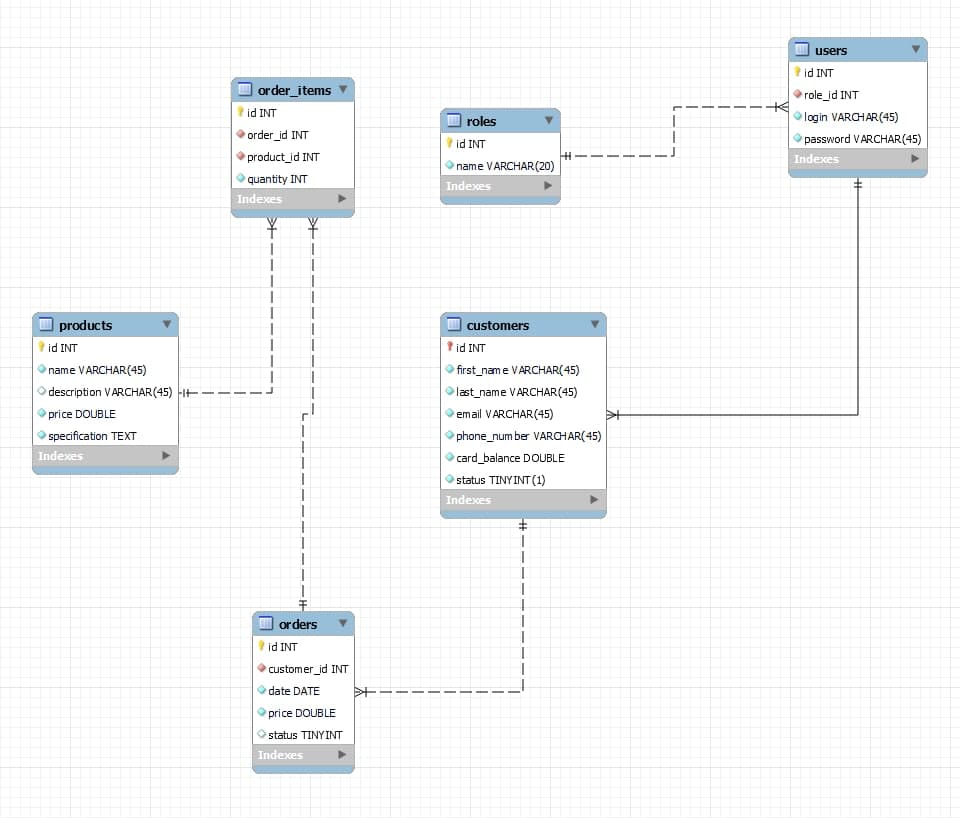 users
id INT
role_id INT
login VARCHAR(45)
password VARCHAR(45)
Indexes
order_items
id INT
order_id INT
product_id INT
quantity INT
Indexes
roles
id INT
name VARCHAR(20)
Indexes
products
id INT
name VARCHAR(45)
description VARCHAR(45)
price DOUBLE
specification TEXT
Indexes
customers
id INT
first_name VARCHAR(45)
last_name VARCHAR(45)
email VARCHAR(45)
phone_number VARCHAR(45)
card_balance DOUBLE
status TINYINT(1)
Indexes
orders
id INT
customer_id INT
date DATE
price DOUBLE
status TINYINT
Indexes